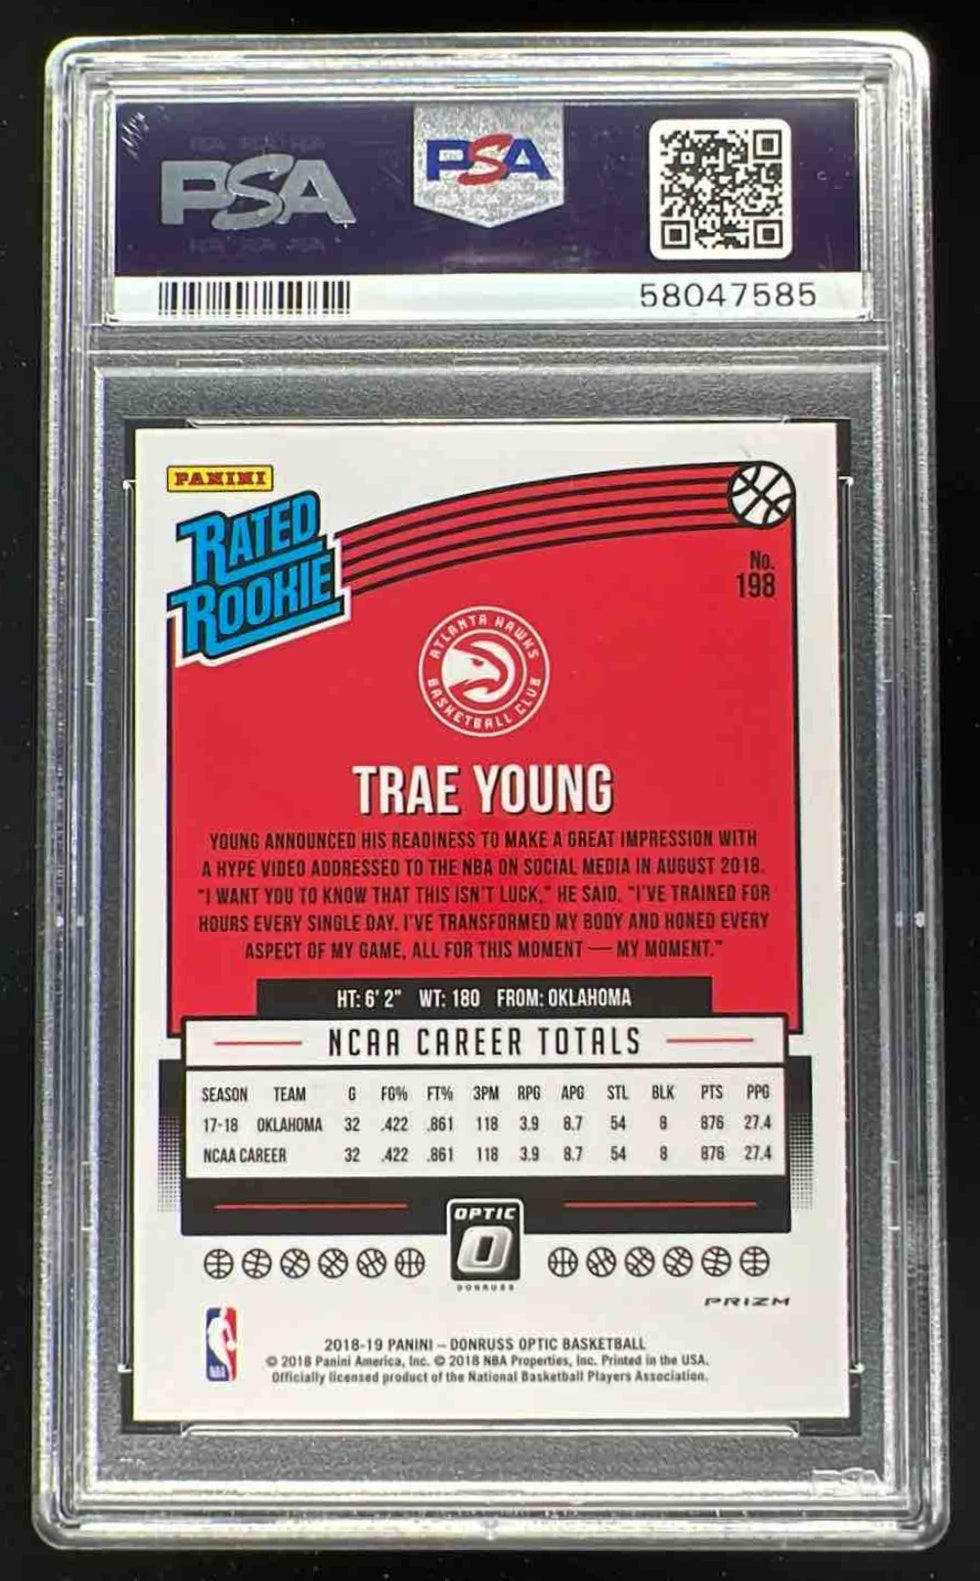 PSA
PSA
58047585
PANINI
RATED
ROOKIE
No.
198
ATLANTA HAWKS
BASKETBALL CLUB
TRAE YOUNG
YOUNG ANNOUNCED HIS READINESS TO MAKE A GREAT IMPRESSION WITH
A HYPE VIDEO ADDRESSED TO THE NBA ON SOCIAL MEDIA IN AUGUST 2018.
"I WANT YOU TO KNOW THAT THIS ISN'T LUCK," HE SAID. "I'VE TRAINED FOR
HOURS EVERY SINGLE DAY. I'VE TRANSFORMED MY BODY AND HONED EVERY
ASPECT OF MY GAME, ALL FOR THIS MOMENT — MY MOMENT."
HT: 6' 2" WT: 180 FROM: OKLAHOMA
NCAA CAREER TOTALS
SEASON TEAM G FG% FT% 3PM RPG APG STL BLK PTS PPG
17-18 OKLAHOMA 32 .422 .861 118 3.9 8.7 54 8 876 27.4
NCAA CAREER 32 .422 .861 118 3.9 8.7 54 8 876 27.4
OPTIC
DONRUSS
PRIZM
NBA
2018-19 PANINI – DONRUSS OPTIC BASKETBALL
© 2018 Panini America, Inc. © 2018 NBA Properties, Inc. Printed in the USA.
Officially licensed product of the National Basketball Players Association.
PSA